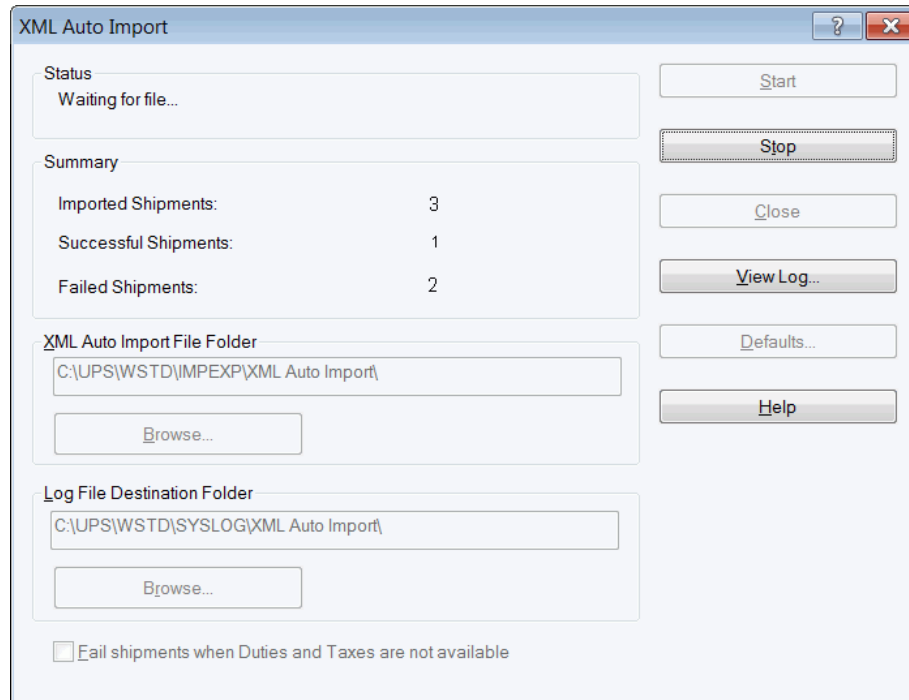 XML Auto Import
?
Status
Waiting for file...
Summary
Imported Shipments: 3
Successful Shipments: 1
Failed Shipments: 2
XML Auto Import File Folder
C:\UPS\WSTD\IMPEXP\XML Auto Import\
Browse...
Log File Destination Folder
C:\UPS\WSTD\SYSLOG\XML Auto Import\
Browse...
Fail shipments when Duties and Taxes are not available
Start
Stop
Close
View Log...
Defaults...
Help